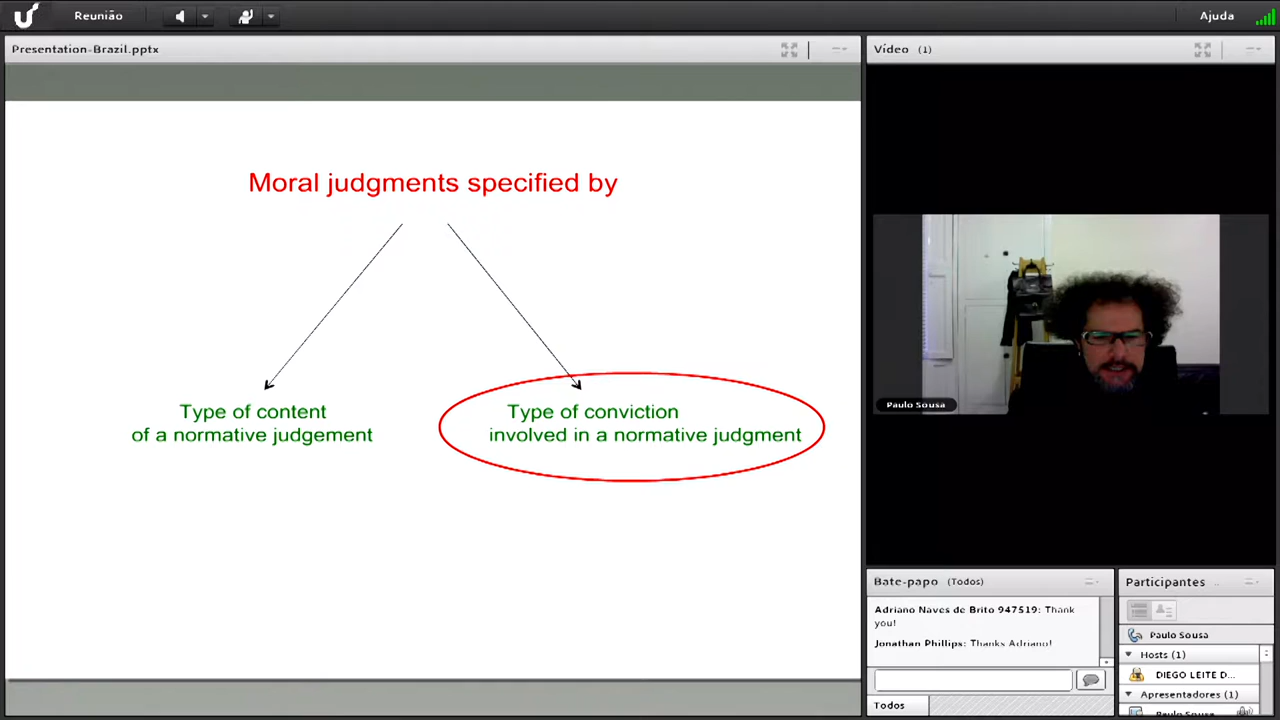 Reunião
Ajuda
Presentation-Brazil.pptx
Moral judgments specified by
Type of content
of a normative judgement
Type of conviction
involved in a normative judgment
Vídeo (1)
Paulo Sousa
Bate-papo (Todos)
Adriano Naves de Brito 947519: Thank
you!
Jonathan Phillips: Thanks Adriano!
Todos
Participantes ..
Paulo Sousa
Hosts (1)
DIEGO LEITE D...
Apresentadores (1)
Paulo Sousa